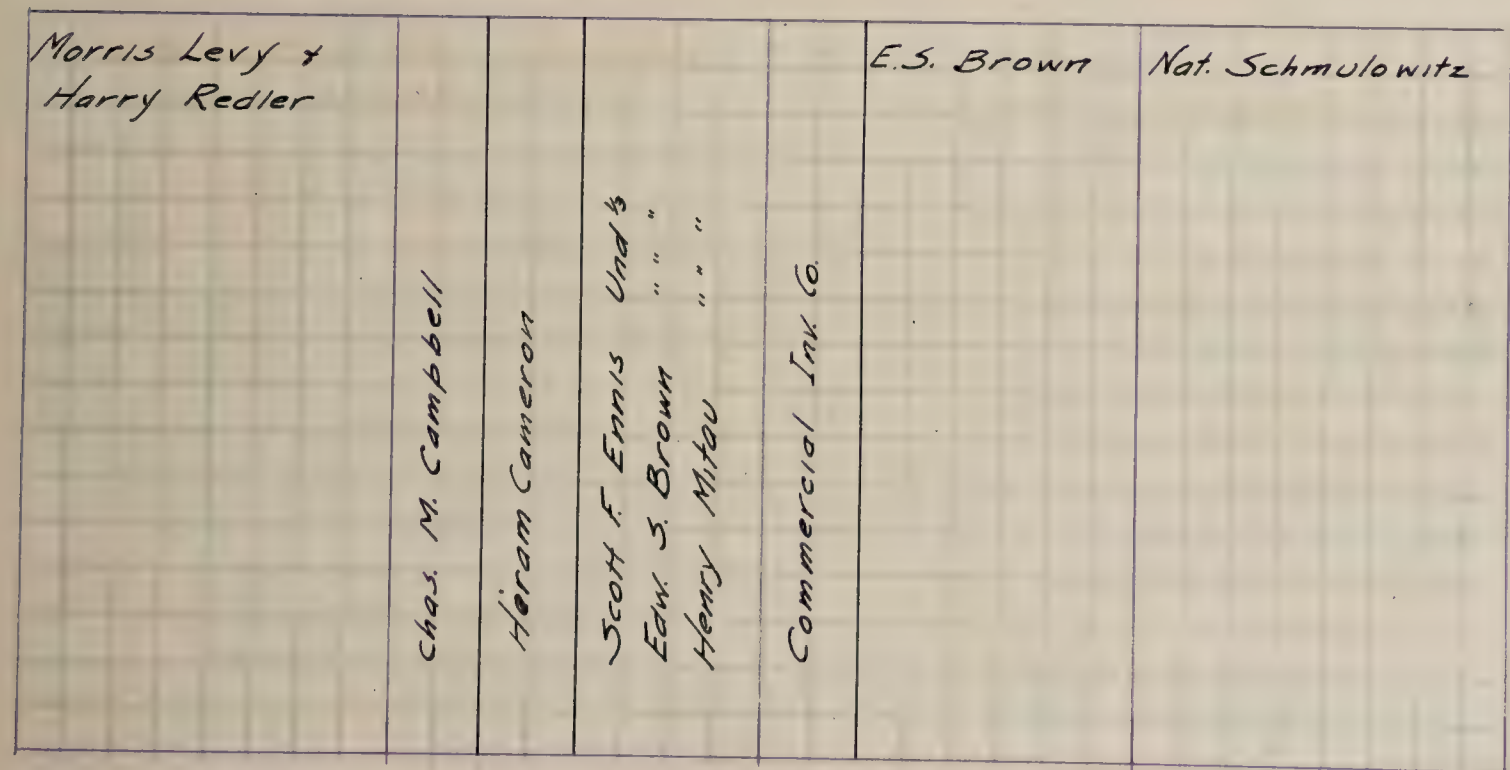 Morris Levy &
Harry Redler
Chas. M. Campbell
Hiram Cameron
Scott F. Ennis Und 1/3
Edw. S. Brown " " "
Henry Mitau " " "
Commercial Inv. Co.
E.S. Brown
Nat. Schmulowitz